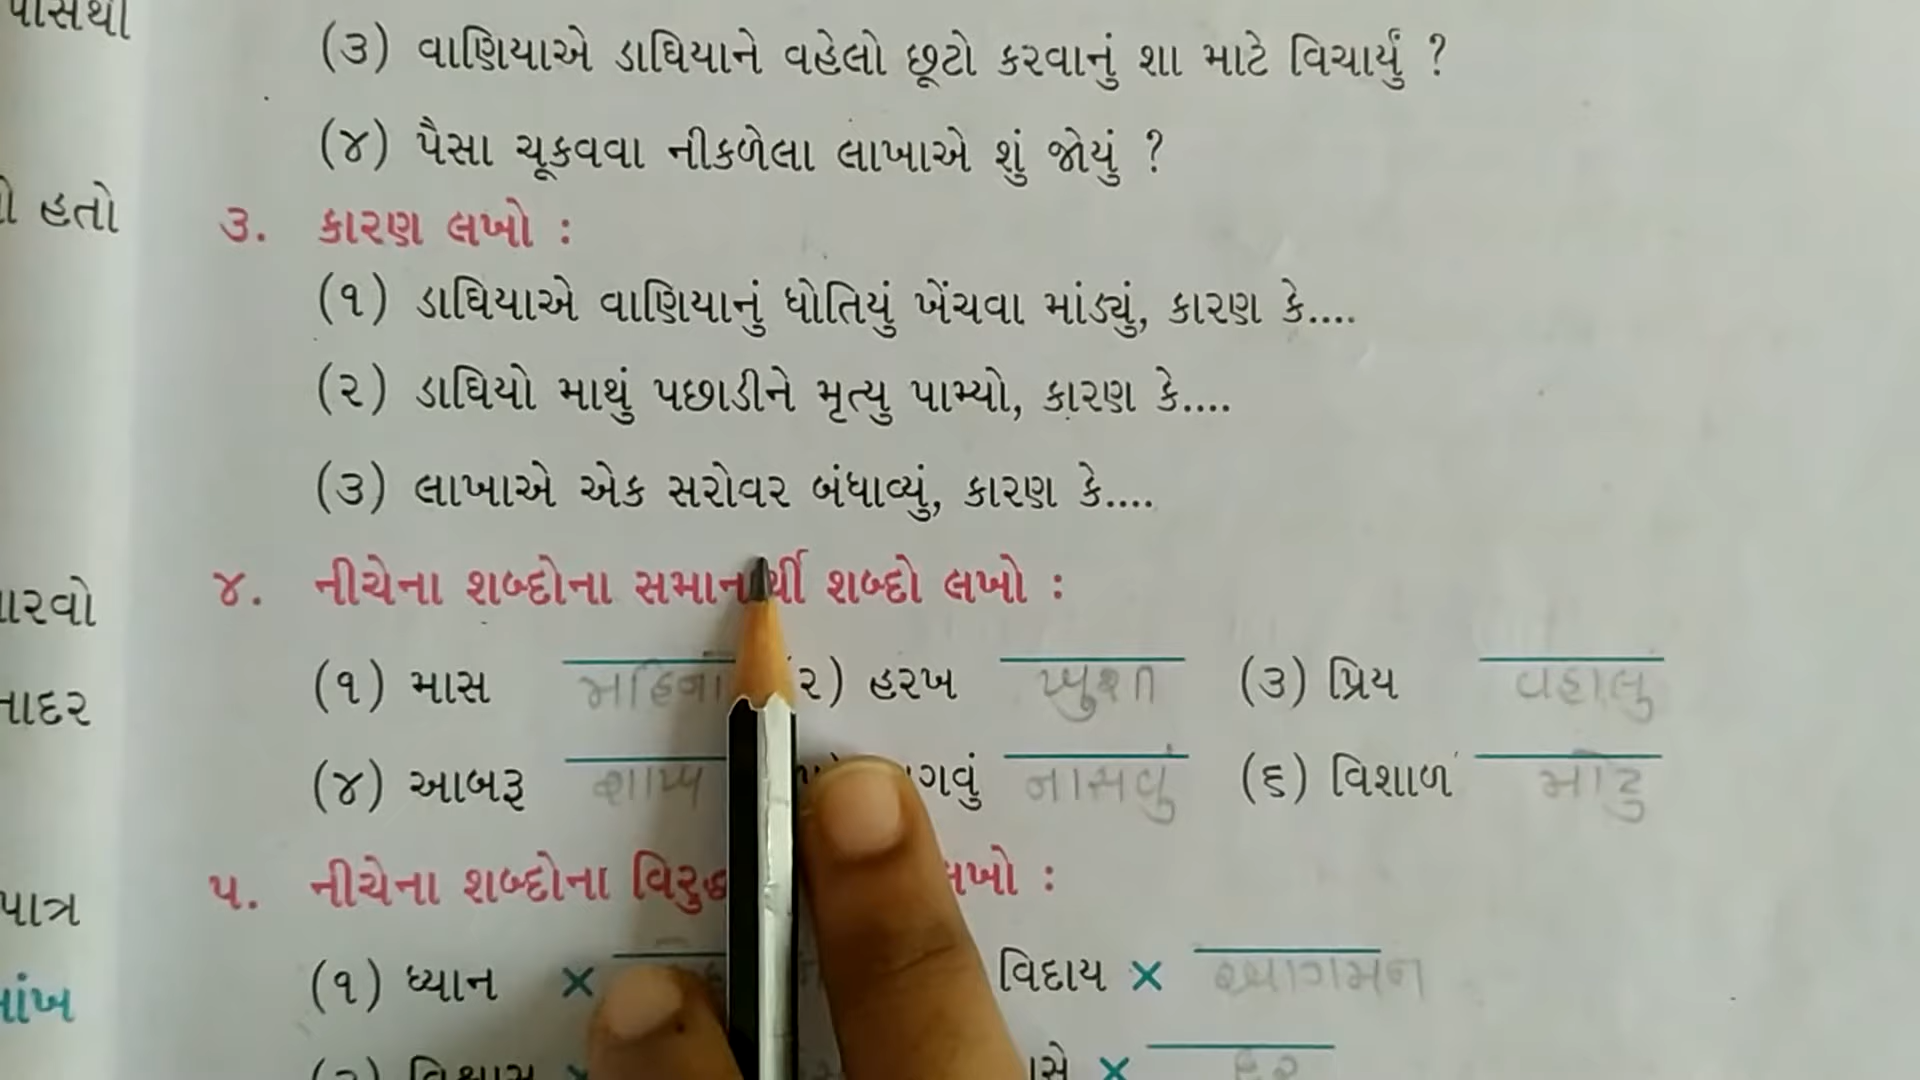 પાસેથી
(૩) વાણિયાએ ડાઘિયાને વહેલો છૂટો કરવાનું શા માટે વિચાર્યું ?
(૪) પૈસા ચૂકવવા નીકળેલા લાખાએ શું જોયું ?
હતો
૩. કારણ લખો :
(૧) ડાઘિયાએ વાણિયાનું ધોતિયું ખેંચવા માંડ્યું, કારણ કે....
(૨) ડાઘિયો માથું પછાડીને મૃત્યુ પામ્યો, કારણ કે....
(૩) લાખાએ એક સરોવર બંધાવ્યું, કારણ કે....
૪. નીચેના શબ્દોના સમાનાર્થી શબ્દો લખો :
(૧) માસ મહિનો (૨) હરખ ખુશી (૩) પ્રિય વહાલુ
(૪) આબરૂ શાખ ગવું નાસવું (૬) વિશાળ મોટુ
પાત્ર
૫. નીચેના શબ્દોના વિરુદ્ધ લખો :
(૧) ધ્યાન × વિદાય × આગમન
(૨) વિશ્વાસ × સે × દૂર